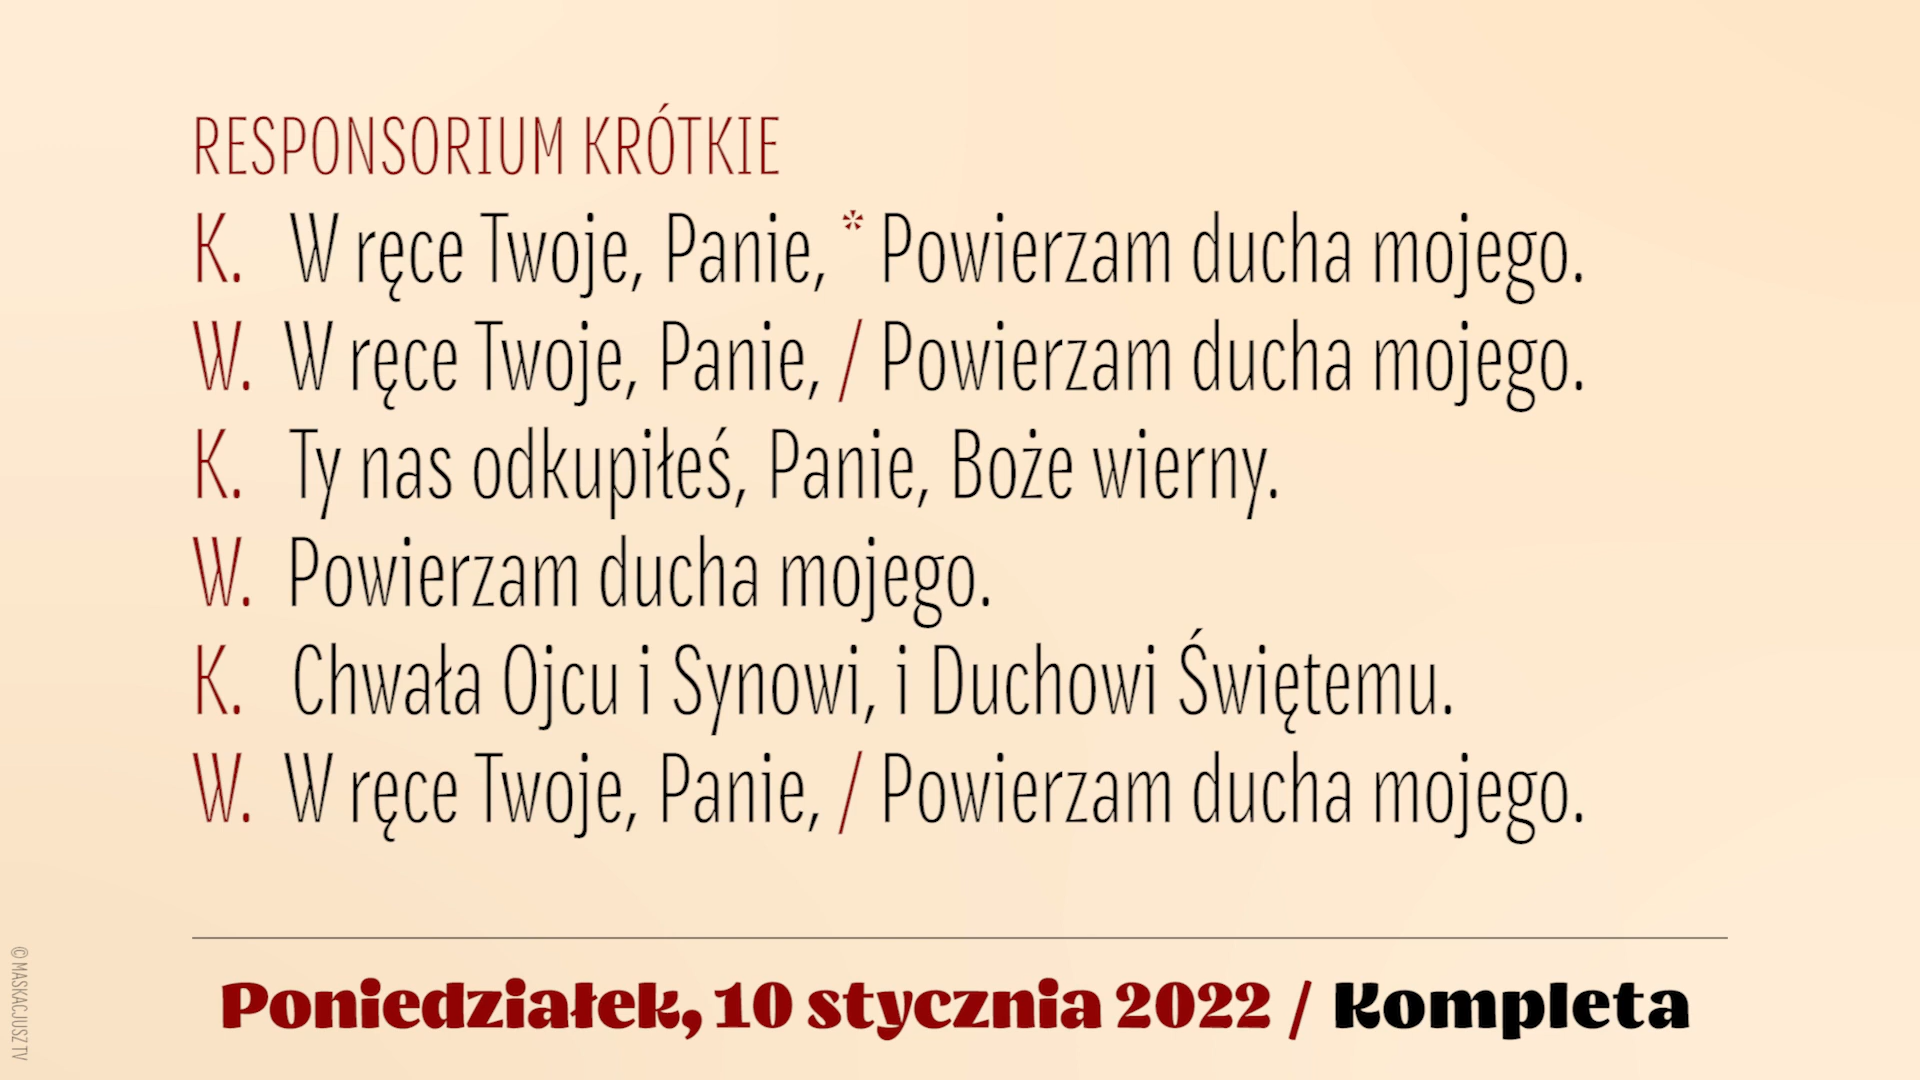 RESPONSORIUM KRÓTKIE
K. W ręce Twoje, Panie, * Powierzam ducha mojego.
W. W ręce Twoje, Panie, / Powierzam ducha mojego.
K. Ty nas odkupiłeś, Panie, Boże wierny.
W. Powierzam ducha mojego.
K. Chwała Ojcu i Synowi, i Duchowi Świętemu.
W. W ręce Twoje, Panie, / Powierzam ducha mojego.
Poniedziałek, 10 stycznia 2022 / Kompleta
© MASKACJUSZ TV